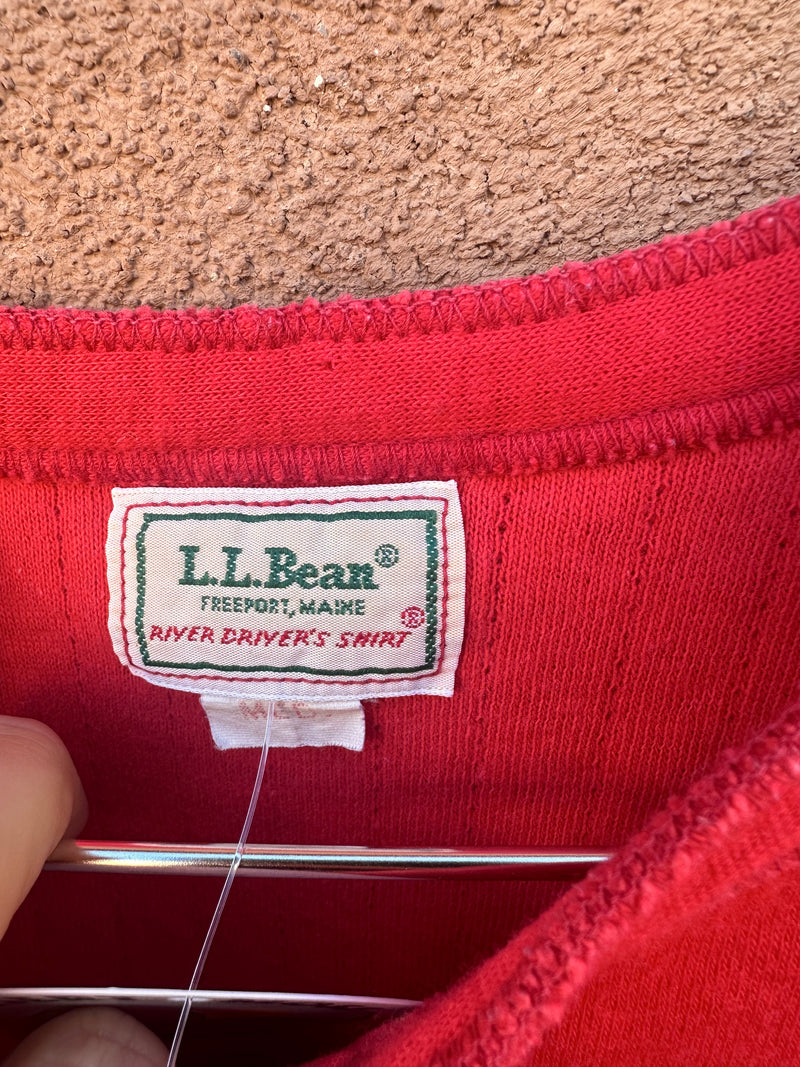 L.L.Bean®
FREEPORT, MAINE
RIVER DRIVER'S SHIRT®